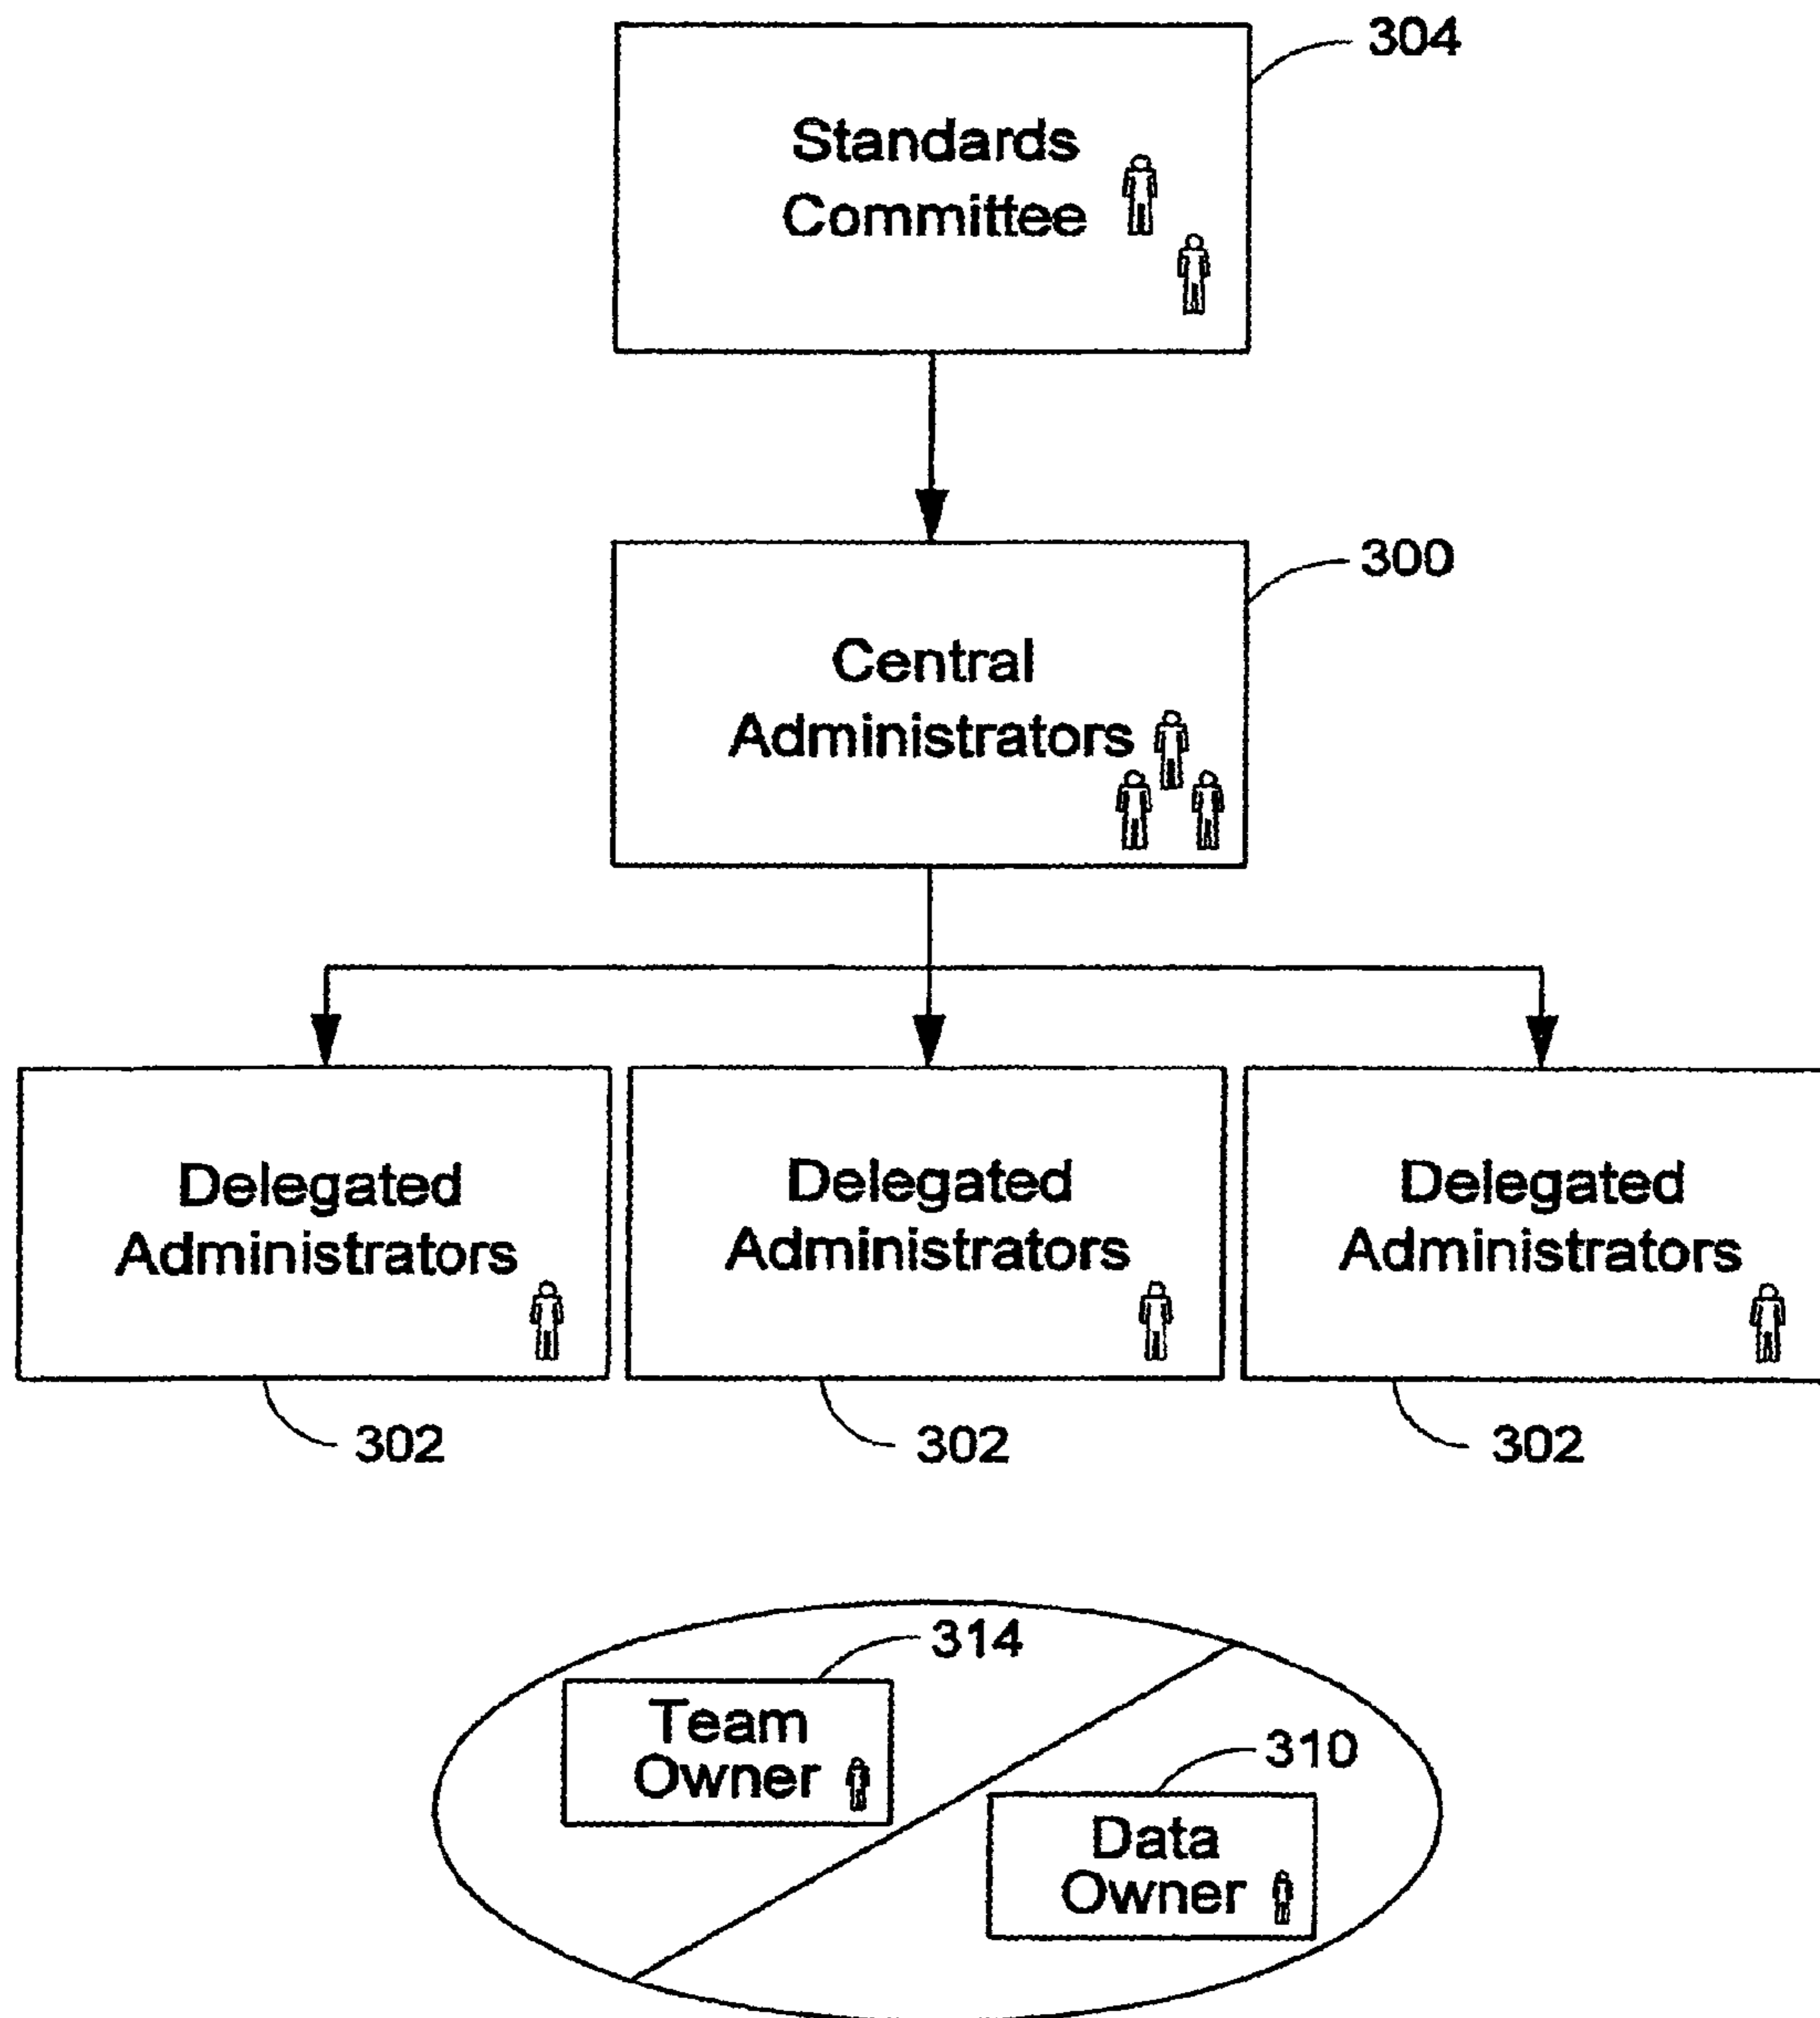 304
Standards
Committee
300
Central
Administrators
Delegated
Administrators
Delegated
Administrators
Delegated
Administrators
302
302
302
314
Team
Owner
310
Data
Owner